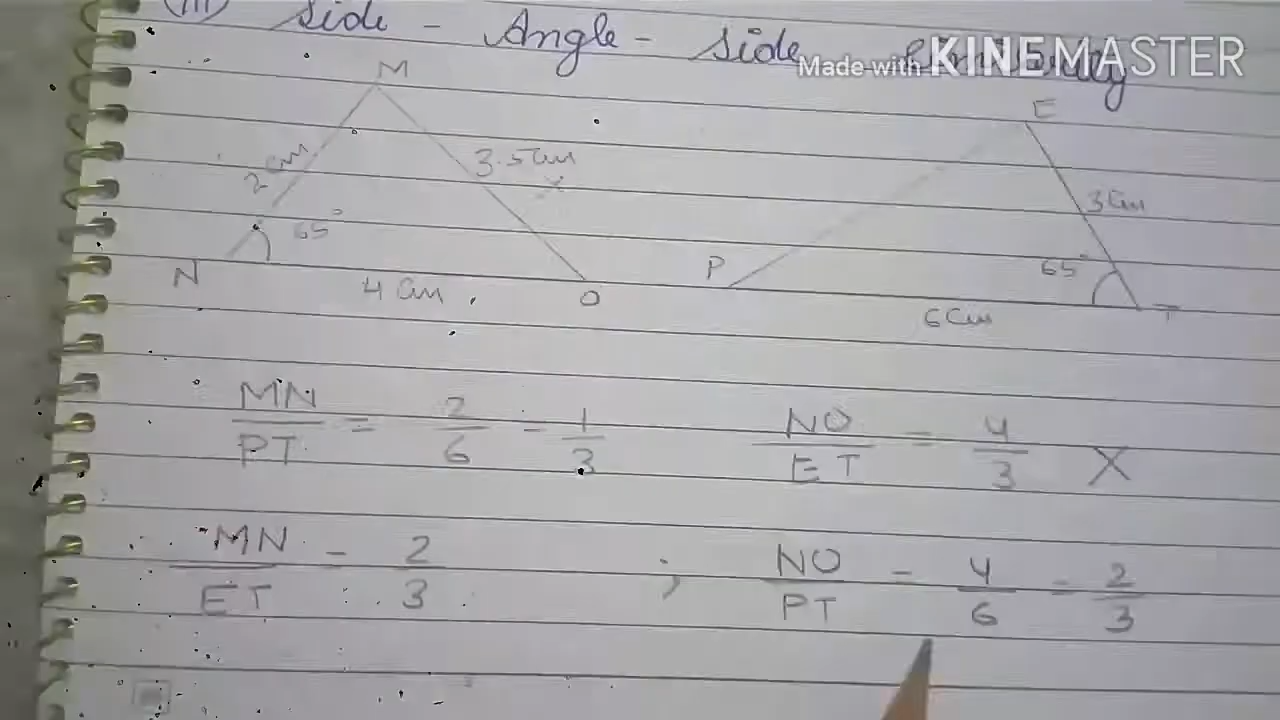 (iii) Side - Angle - Side Similarity
Made with KINEMASTER
M
E
2 cm
3.5 cm
3 cm
65°
65°
N
4 cm
O
P
6 cm
T
MN/PT = 2/6 = 1/3
NO/ET = 4/3 X
MN/ET = 2/3 ; NO/PT = 4/6 = 2/3